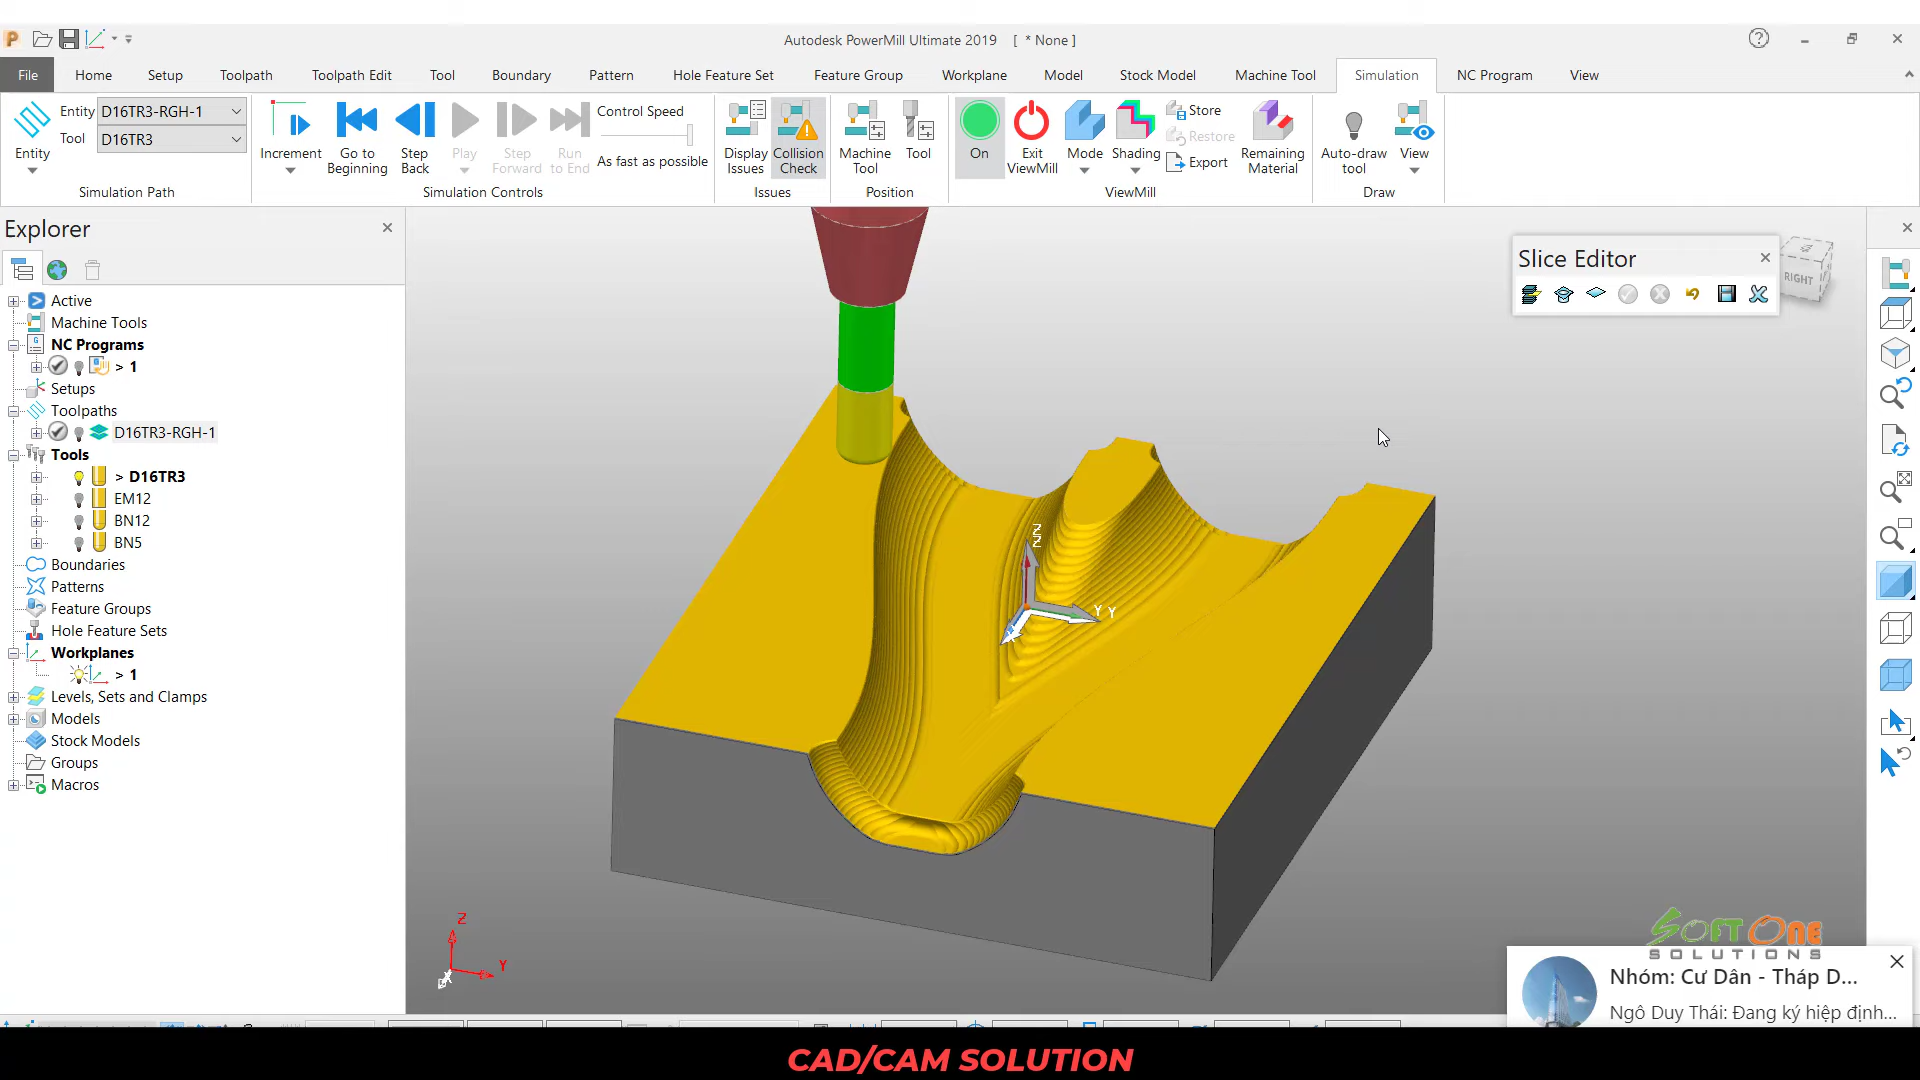 Autodesk PowerMill Ultimate 2019 [ * None ]
File Home Setup Toolpath Toolpath Edit Tool Boundary Pattern Hole Feature Set Feature Group Workplane Model Stock Model Machine Tool Simulation NC Program View
Entity
Entity D16TR3-RGH-1
Tool D16TR3
Simulation Path
Increment
Go to Beginning
Step Back
Play
Step Forward
Run to End
Control Speed
As fast as possible
Simulation Controls
Display Issues
Collision Check
Issues
Machine Tool
Tool
Position
On
Exit ViewMill
Mode
Shading
Store
Restore
Export
Remaining Material
ViewMill
Auto-draw tool
View
Draw
Explorer
Active
Machine Tools
NC Programs
> 1
Setups
Toolpaths
D16TR3-RGH-1
Tools
> D16TR3
EM12
BN12
BN5
Boundaries
Patterns
Feature Groups
Hole Feature Sets
Workplanes
> 1
Levels, Sets and Clamps
Models
Stock Models
Groups
Macros
Slice Editor
RIGHT
Z
Z
Y Y
Z
Y
X
SOFTONE
SOLUTIONS
Nhóm: Cư Dân - Tháp D...
Ngô Duy Thái: Đang ký hiệp định...
CAD/CAM SOLUTION